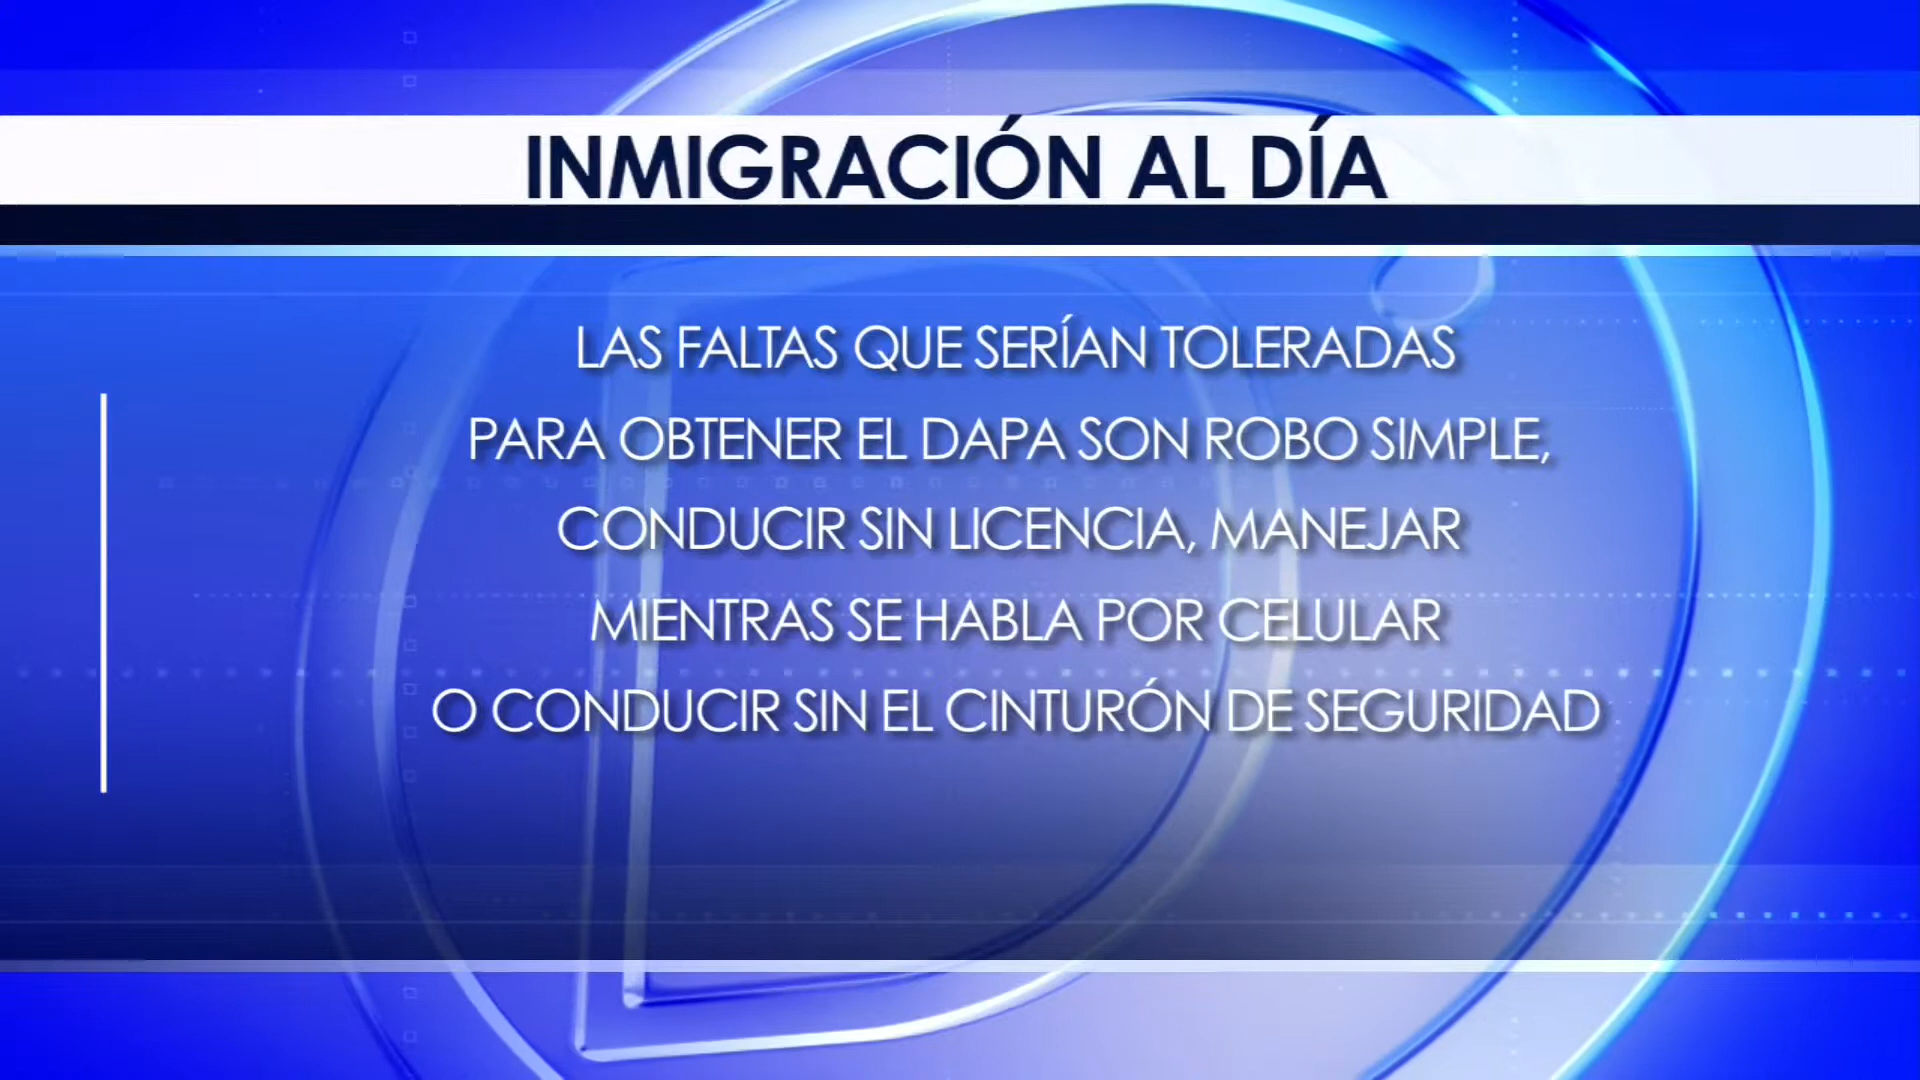 INMIGRACIÓN AL DÍA
LAS FALTAS QUE SERÍAN TOLERADAS
PARA OBTENER EL DAPA SON ROBO SIMPLE,
CONDUCIR SIN LICENCIA, MANEJAR
MIENTRAS SE HABLA POR CELULAR
O CONDUCIR SIN EL CINTURÓN DE SEGURIDAD